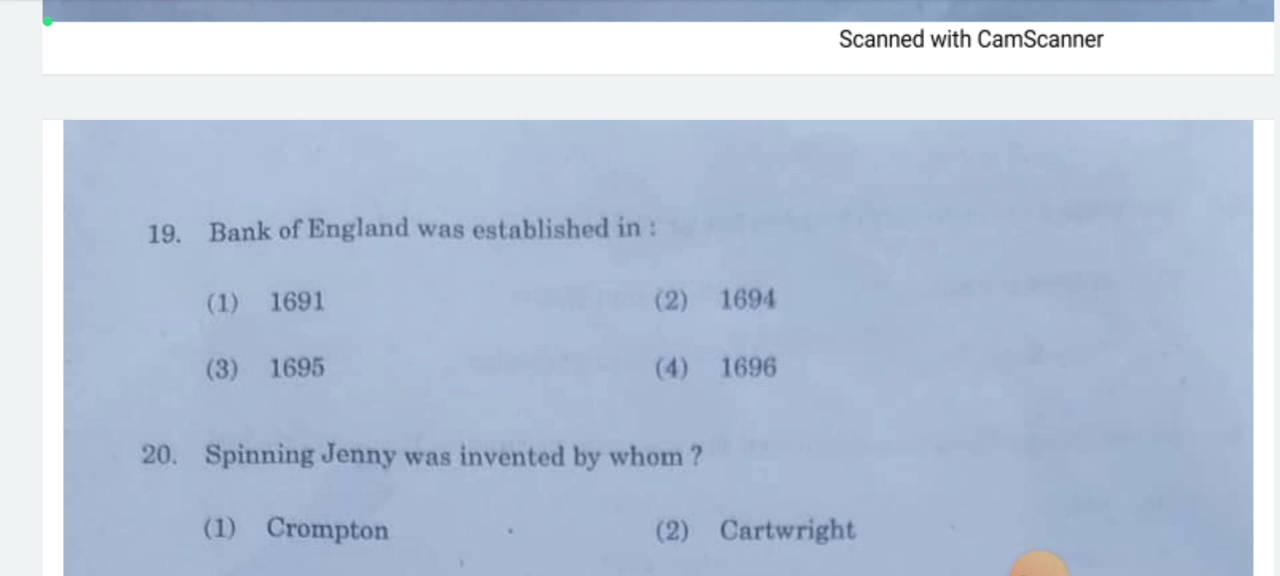 Scanned with CamScanner
19. Bank of England was established in :
(1) 1691 (2) 1694
(3) 1695 (4) 1696
20. Spinning Jenny was invented by whom ?
(1) Crompton (2) Cartwright